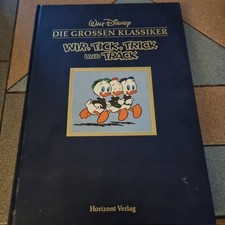 WALT DISNEY
DIE GROSSEN KLASSIKER
WIR, TICK, TRICK
UND TRACK
Horizont Verlag